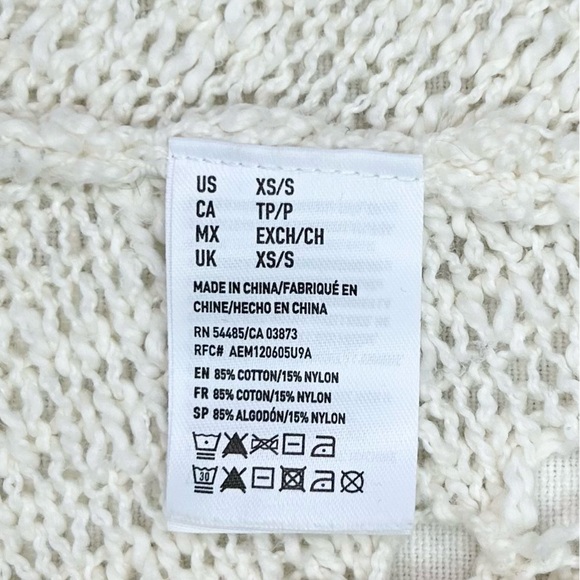 US XS/S
CA TP/P
MX EXCH/CH
UK XS/S
MADE IN CHINA/FABRIQUÉ EN
CHINE/HECHO EN CHINA
RN 54485/CA 03873
RFC# AEM120605U9A
EN 85% COTTON/15% NYLON
FR 85% COTON/15% NYLON
SP 85% ALGODÓN/15% NYLON
30